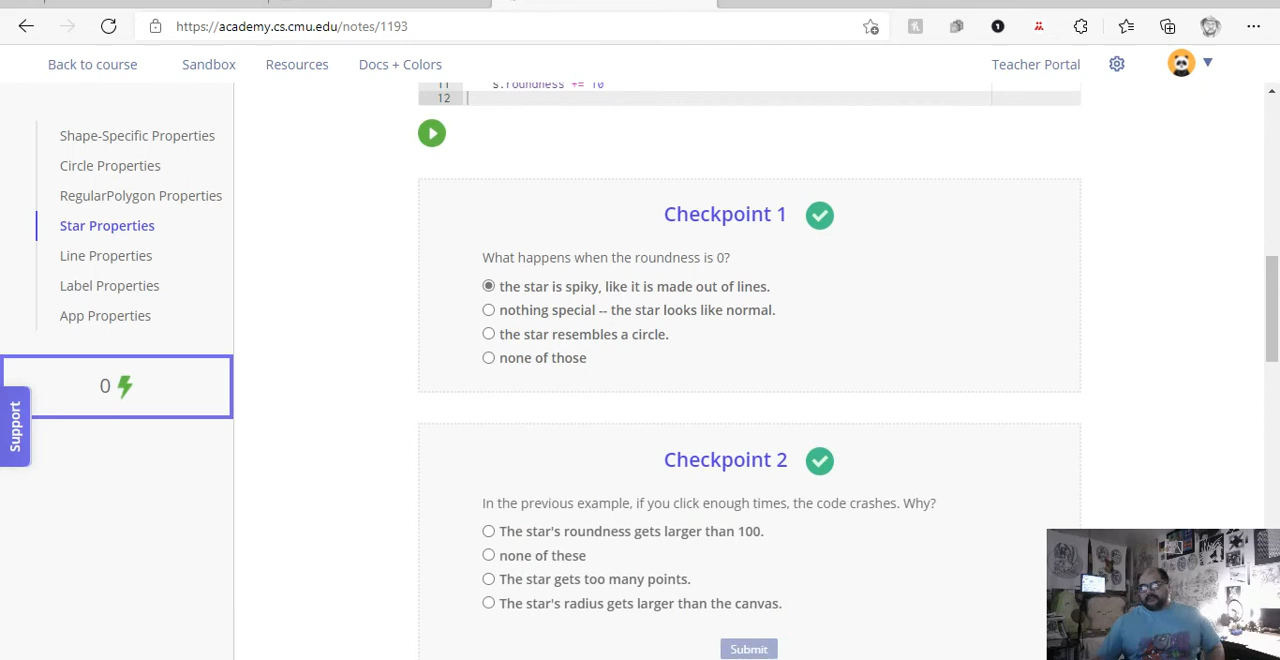 https://academy.cs.cmu.edu/notes/1193
Back to course Sandbox Resources Docs + Colors Teacher Portal
11 s.roundness += 10
12
Shape-Specific Properties
Circle Properties
RegularPolygon Properties
Star Properties
Line Properties
Label Properties
App Properties
0
Support
Checkpoint 1
What happens when the roundness is 0?
the star is spiky, like it is made out of lines.
nothing special -- the star looks like normal.
the star resembles a circle.
none of those
Checkpoint 2
In the previous example, if you click enough times, the code crashes. Why?
The star's roundness gets larger than 100.
none of these
The star gets too many points.
The star's radius gets larger than the canvas.
Submit